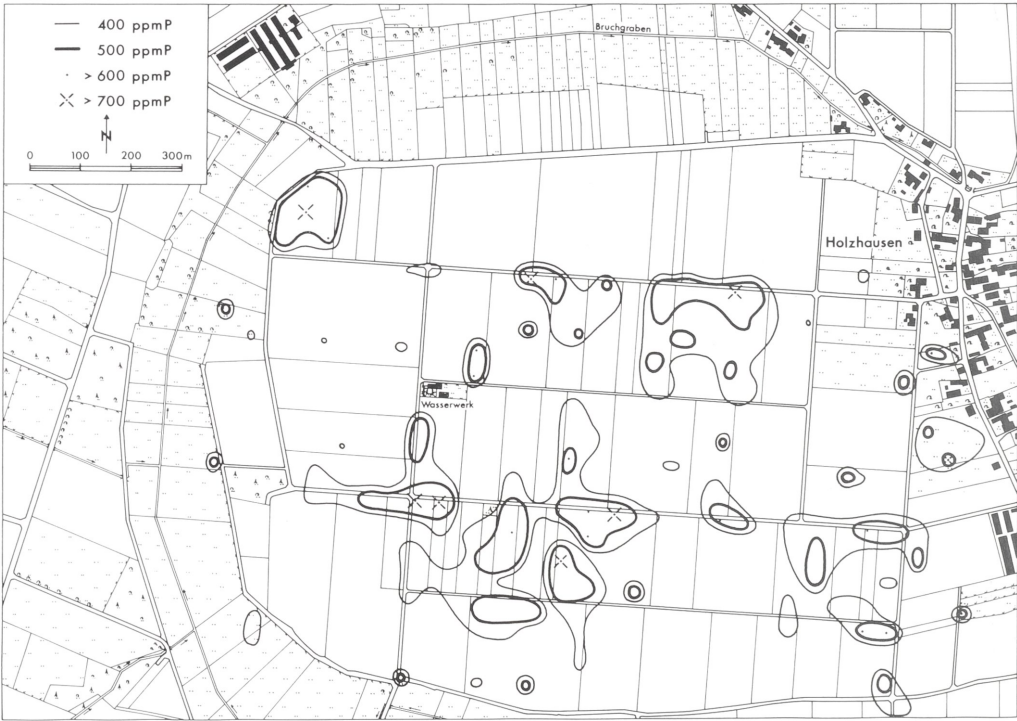 400 ppmP
500 ppmP
> 600 ppmP
> 700 ppmP
N
0 100 200 300m
Bruchgraben
Holzhausen
Wasserwerk